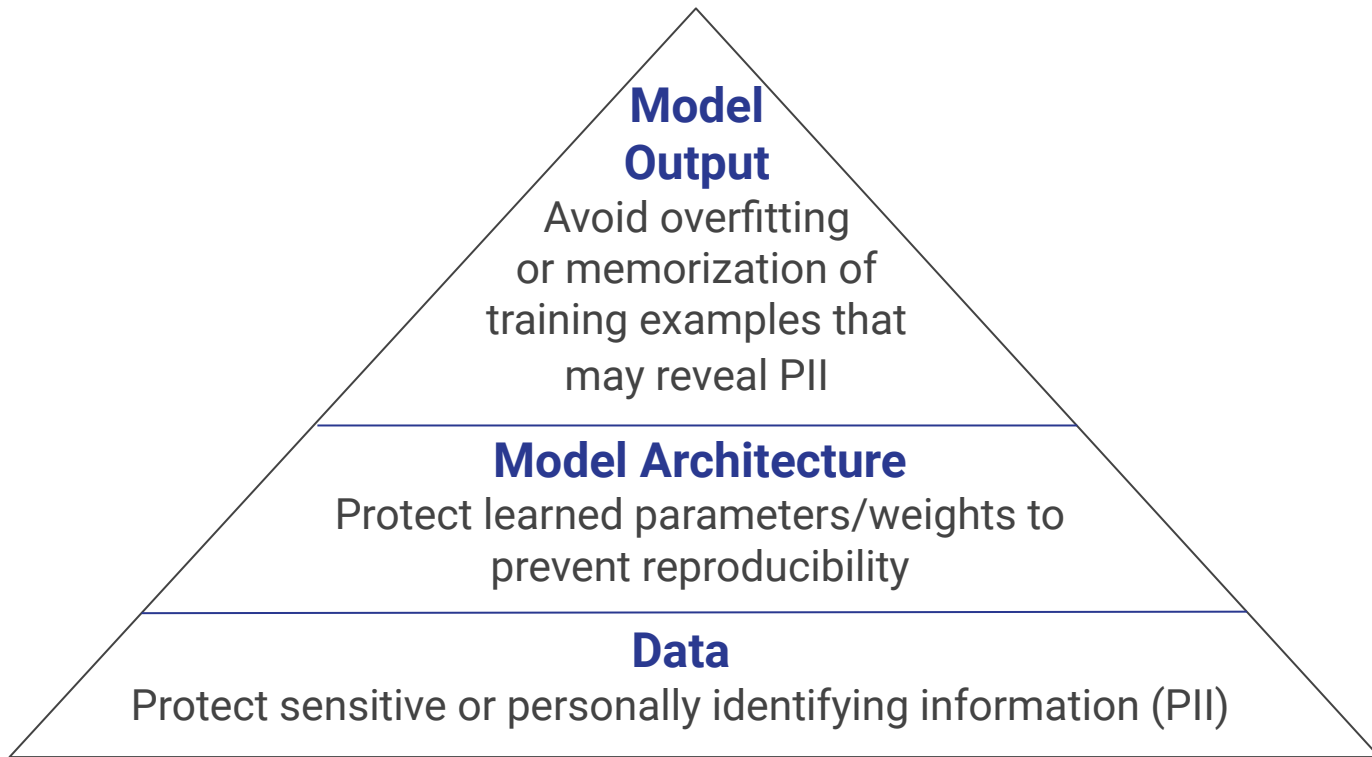 Model
Output
Avoid overfitting
or memorization of
training examples that
may reveal PII
Model Architecture
Protect learned parameters/weights to
prevent reproducibility
Data
Protect sensitive or personally identifying information (PII)